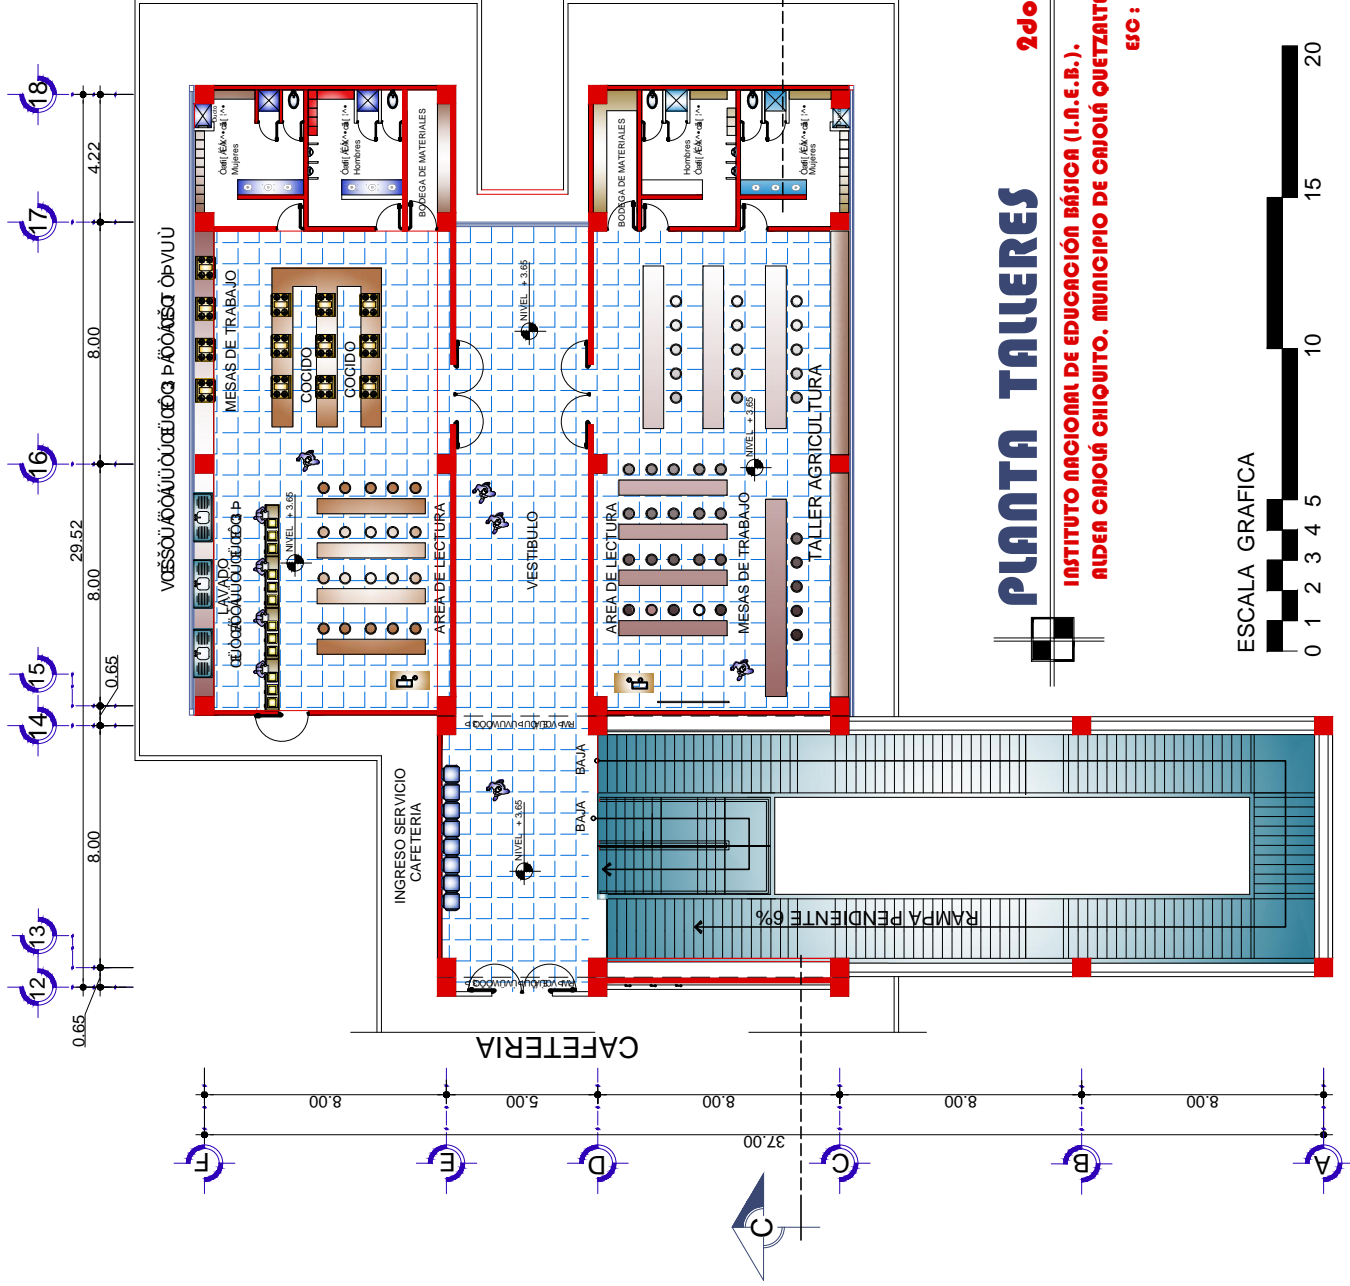 PLANTA TALLERES
2do
INSTITUTO NACIONAL DE EDUCACIÓN BÁSICA (I.N.E.B.).
ALDEA CAJOLÁ CHIQUITO. MUNICIPIO DE CAJOLÁ
ESC:
ESCALA GRAFICA
0 1 2 3 4 5 10 15 20
12 13 14 15 16 17 18
0.65 8.00 0.65 8.00 8.00 4.22
29.52
MESAS DE TRABAJO
COCIDO
COCIDO
LAVADO
NIVEL + 3.65
AREA DE LECTURA
Mujeres
Hombres
BODEGA DE MATERIALES
NIVEL + 3.65
VESTIBULO
BODEGA DE MATERIALES
Hombres
Mujeres
AREA DE LECTURA
MESAS DE TRABAJO
NIVEL + 3.65
TALLER AGRICULTURA
INGRESO SERVICIO
CAFETERIA
NIVEL + 3.65
BAJA
BAJA
RAMPA PENDIENTE 6%
CAFETERIA
8.00 5.00 8.00 8.00 8.00
37.00
F E D C B A
C